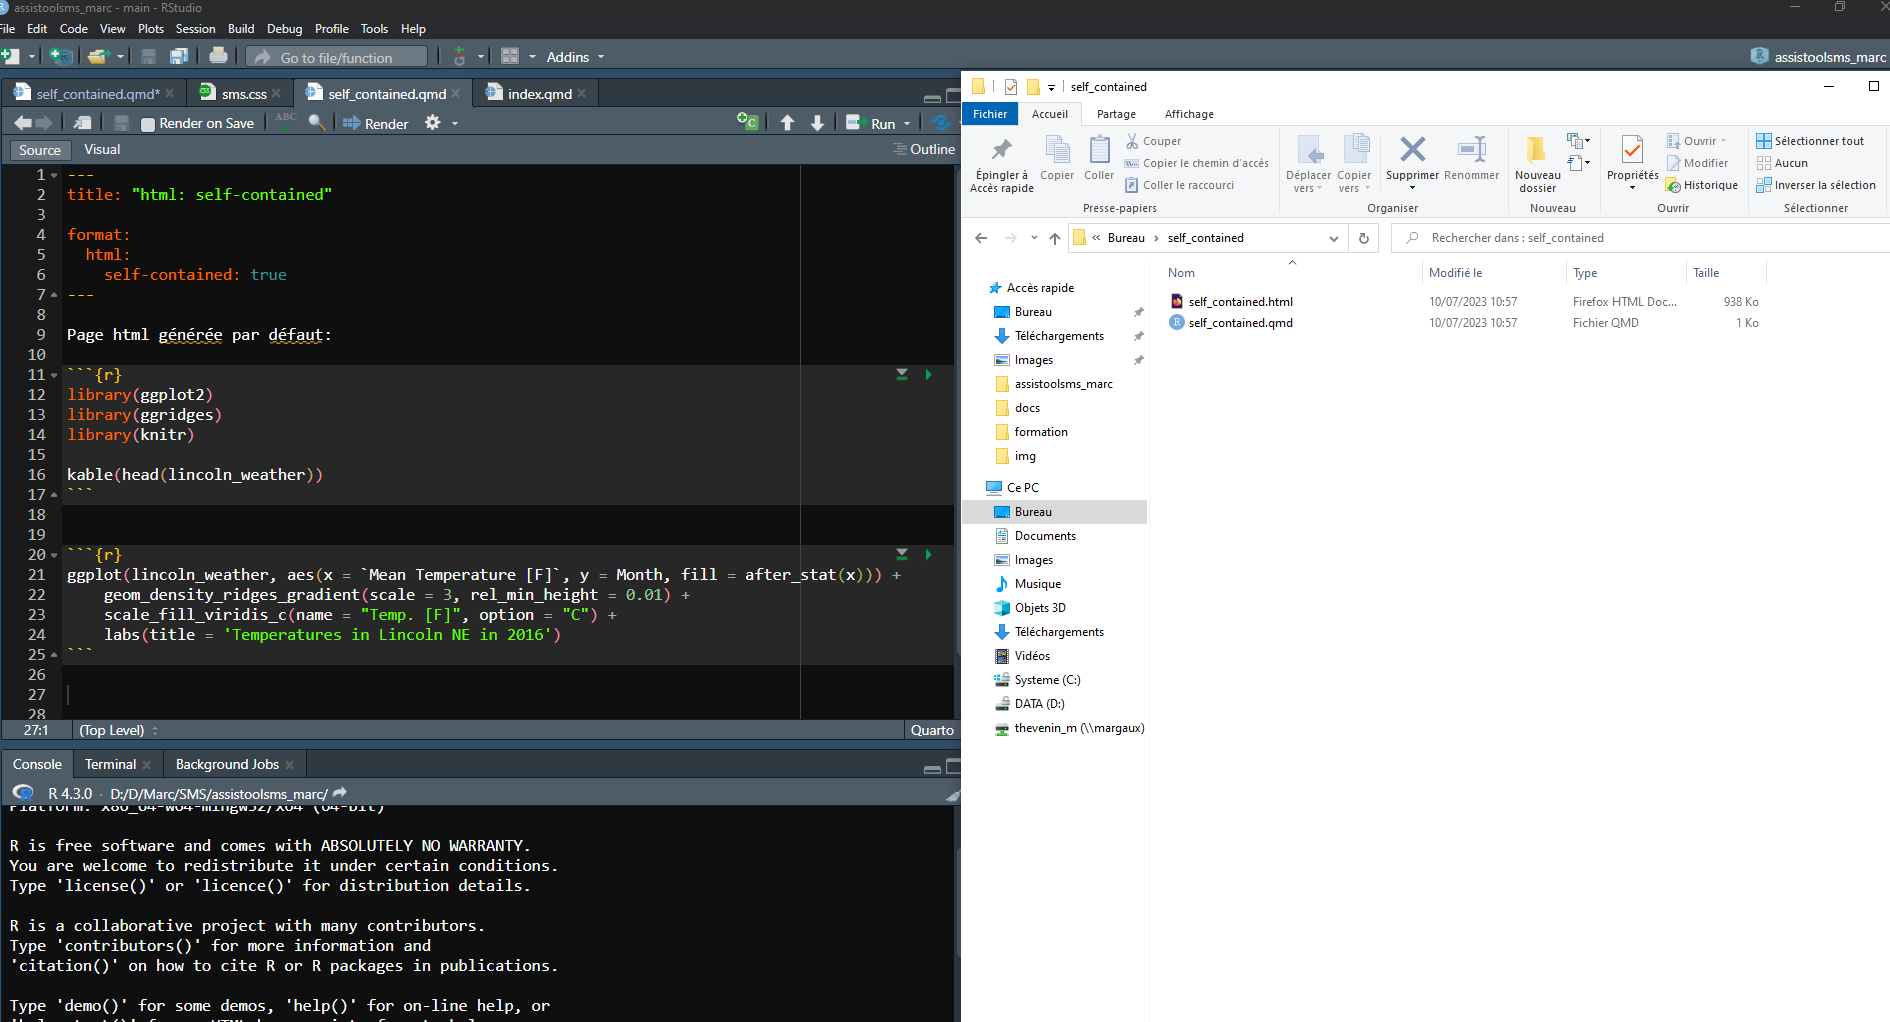 assistoolsms_marc - main - RStudio
File Edit Code View Plots Session Build Debug Profile Tools Help
Go to file/function Addins assistoolsms_marc
self_contained.qmd* sms.css self_contained.qmd index.qmd
Render on Save ABC Render Run
Source Visual Outline
1 ---
2 title: "html: self-contained"
3
4 format:
5 html:
6 self-contained: true
7 ---
8
9 Page html générée par défaut:
10
11 ```{r}
12 library(ggplot2)
13 library(ggridges)
14 library(knitr)
15
16 kable(head(lincoln_weather))
17 ```
18
19
20 ```{r}
21 ggplot(lincoln_weather, aes(x = `Mean Temperature [F]`, y = Month, fill = after_stat(x))) +
22 geom_density_ridges_gradient(scale = 3, rel_min_height = 0.01) +
23 scale_fill_viridis_c(name = "Temp. [F]", option = "C") +
24 labs(title = 'Temperatures in Lincoln NE in 2016')
25 ```
26
27
28
27:1 (Top Level) Quarto
Console Terminal Background Jobs
R 4.3.0 · D:/D/Marc/SMS/assistoolsms_marc/
Platform: x86_64-w64-mingw32/x64 (64-bit)
R is free software and comes with ABSOLUTELY NO WARRANTY.
You are welcome to redistribute it under certain conditions.
Type 'license()' or 'licence()' for distribution details.
R is a collaborative project with many contributors.
Type 'contributors()' for more information and
'citation()' on how to cite R or R packages in publications.
Type 'demo()' for some demos, 'help()' for on-line help, or
self_contained
Fichier Accueil Partage Affichage
Épingler à Accès rapide
Copier
Coller
Couper
Copier le chemin d'accès
Coller le raccourci
Presse-papiers
Déplacer vers
Copier vers
Supprimer
Renommer
Organiser
Nouveau dossier
Nouveau
Propriétés
Ouvrir
Modifier
Historique
Ouvrir
Sélectionner tout
Aucun
Inverser la sélection
Sélectionner
« Bureau › self_contained
Rechercher dans : self_contained
Nom Modifié le Type Taille
self_contained.html 10/07/2023 10:57 Firefox HTML Doc... 938 Ko
self_contained.qmd 10/07/2023 10:57 Fichier QMD 1 Ko
Accès rapide
Bureau
Téléchargements
Images
assistoolsms_marc
docs
formation
img
Ce PC
Bureau
Documents
Images
Musique
Objets 3D
Téléchargements
Vidéos
Systeme (C:)
DATA (D:)
thevenin_m (\\margaux)